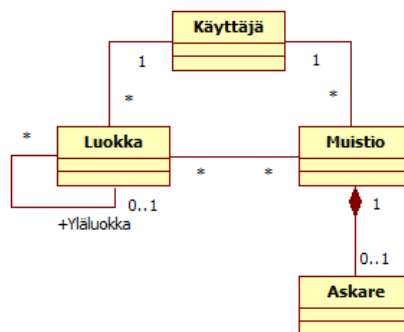 Käyttäjä
1
1
*
*
*
Luokka
Muistio
*
*
0..1
1
+Yläluokka
0..1
Askare